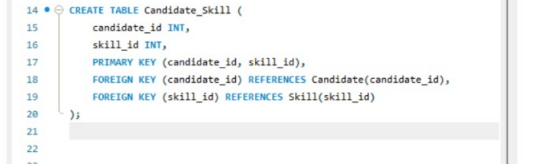 14 CREATE TABLE Candidate_Skill (
15 candidate_id INT,
16 skill_id INT,
17 PRIMARY KEY (candidate_id, skill_id),
18 FOREIGN KEY (candidate_id) REFERENCES Candidate(candidate_id),
19 FOREIGN KEY (skill_id) REFERENCES Skill(skill_id)
20 );
21
22